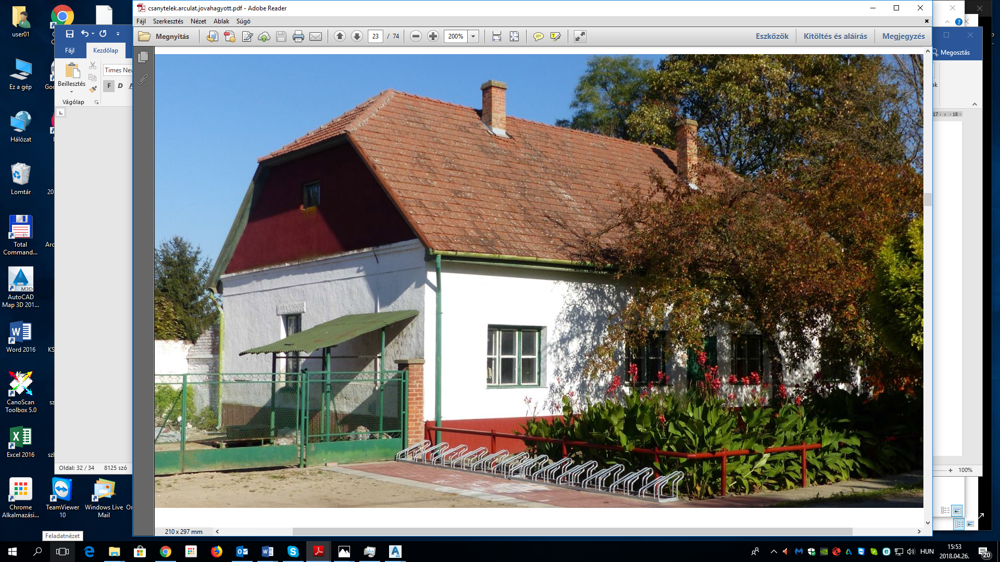 csanytelek.arculat.jovahagyott.pdf - Adobe Reader
Fájl Szerkesztés Nézet Ablak Súgó
Megnyitás 23 / 74 200% Eszközök Kitöltés és aláírás Megjegyzés
210 x 297 mm
Fájl Kezdőlap
Times New
Beillesztés
F D A
Vágólap
Megosztás
17 18
Oldal: 32 / 34 8125 szó
100%
user01
Ez a gép
Hálózat
Lomtár
Total
Command...
M3D
AutoCAD
Map 3D 201...
Word 2016
CanoScan
Toolbox 5.0
Excel 2016
Chrome
Alkalmazási...
TeamViewer
10
Windows Live
Mail
Feladatnézet
HUN
15:53
2018.04.26.
20